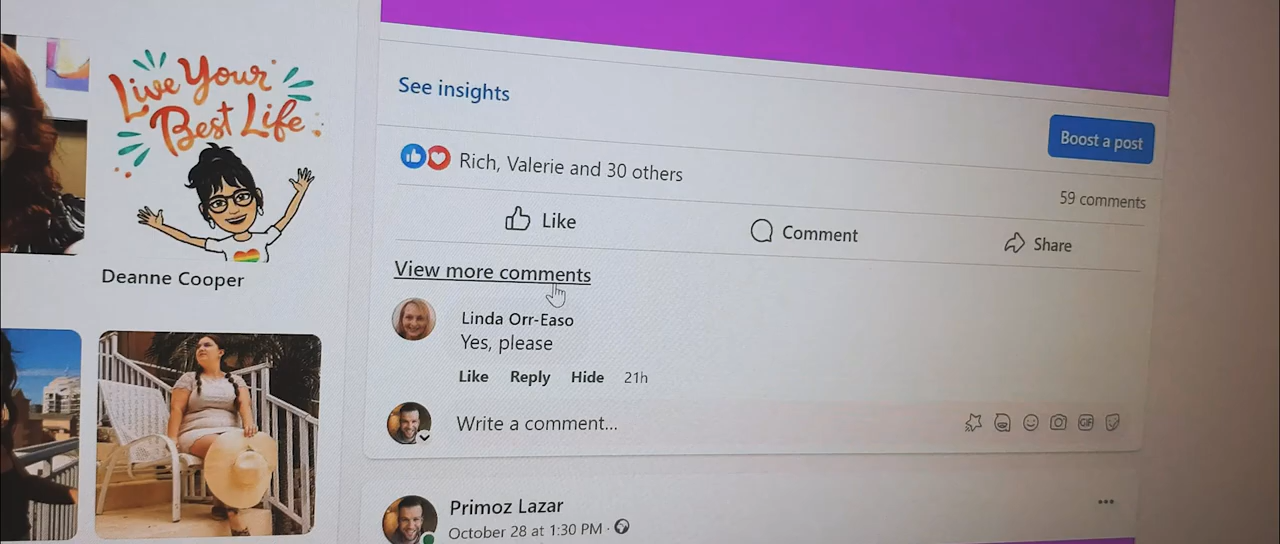 Live Your
Best Life
Deanne Cooper
See insights
Boost a post
Rich, Valerie and 30 others
59 comments
Like
Comment
Share
View more comments
Linda Orr-Easo
Yes, please
Like Reply Hide 21h
Write a comment...
GIF
Primoz Lazar
October 28 at 1:30 PM ·